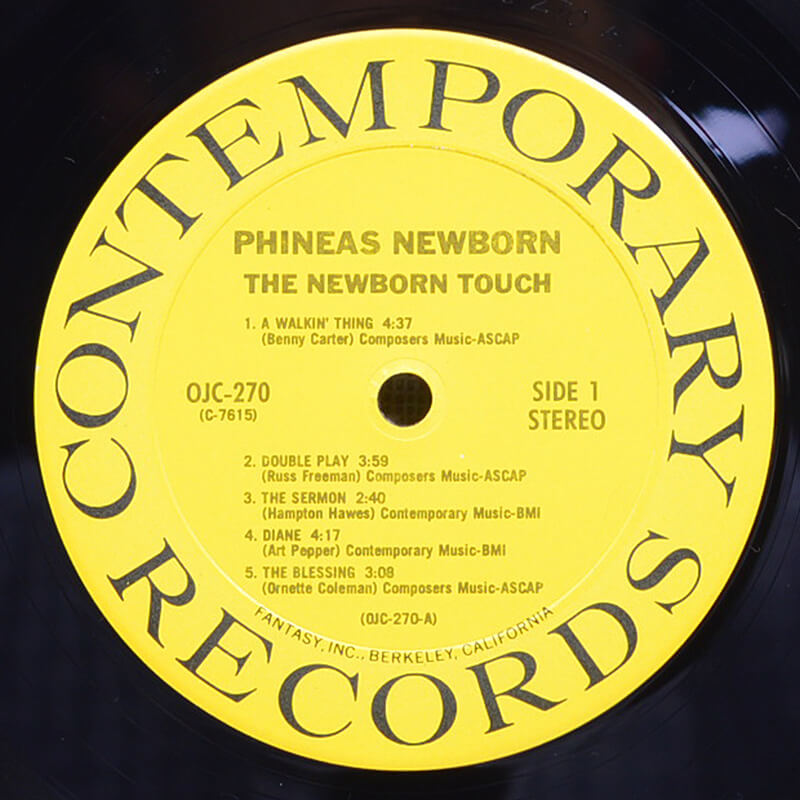 CONTEMPORARY RECORDS
PHINEAS NEWBORN
THE NEWBORN TOUCH
1. A WALKIN' THING 4:37
(Benny Carter) Composers Music-ASCAP
OJC-270
(C-7615)
SIDE 1
STEREO
2. DOUBLE PLAY 3:59
(Russ Freeman) Composers Music-ASCAP
3. THE SERMON 2:40
(Hampton Hawes) Contemporary Music-BMI
4. DIANE 4:17
(Art Pepper) Contemporary Music-BMI
5. THE BLESSING 3:08
(Ornette Coleman) Composers Music-ASCAP
(OJC-270-A)
FANTASY, INC., BERKELEY, CALIFORNIA